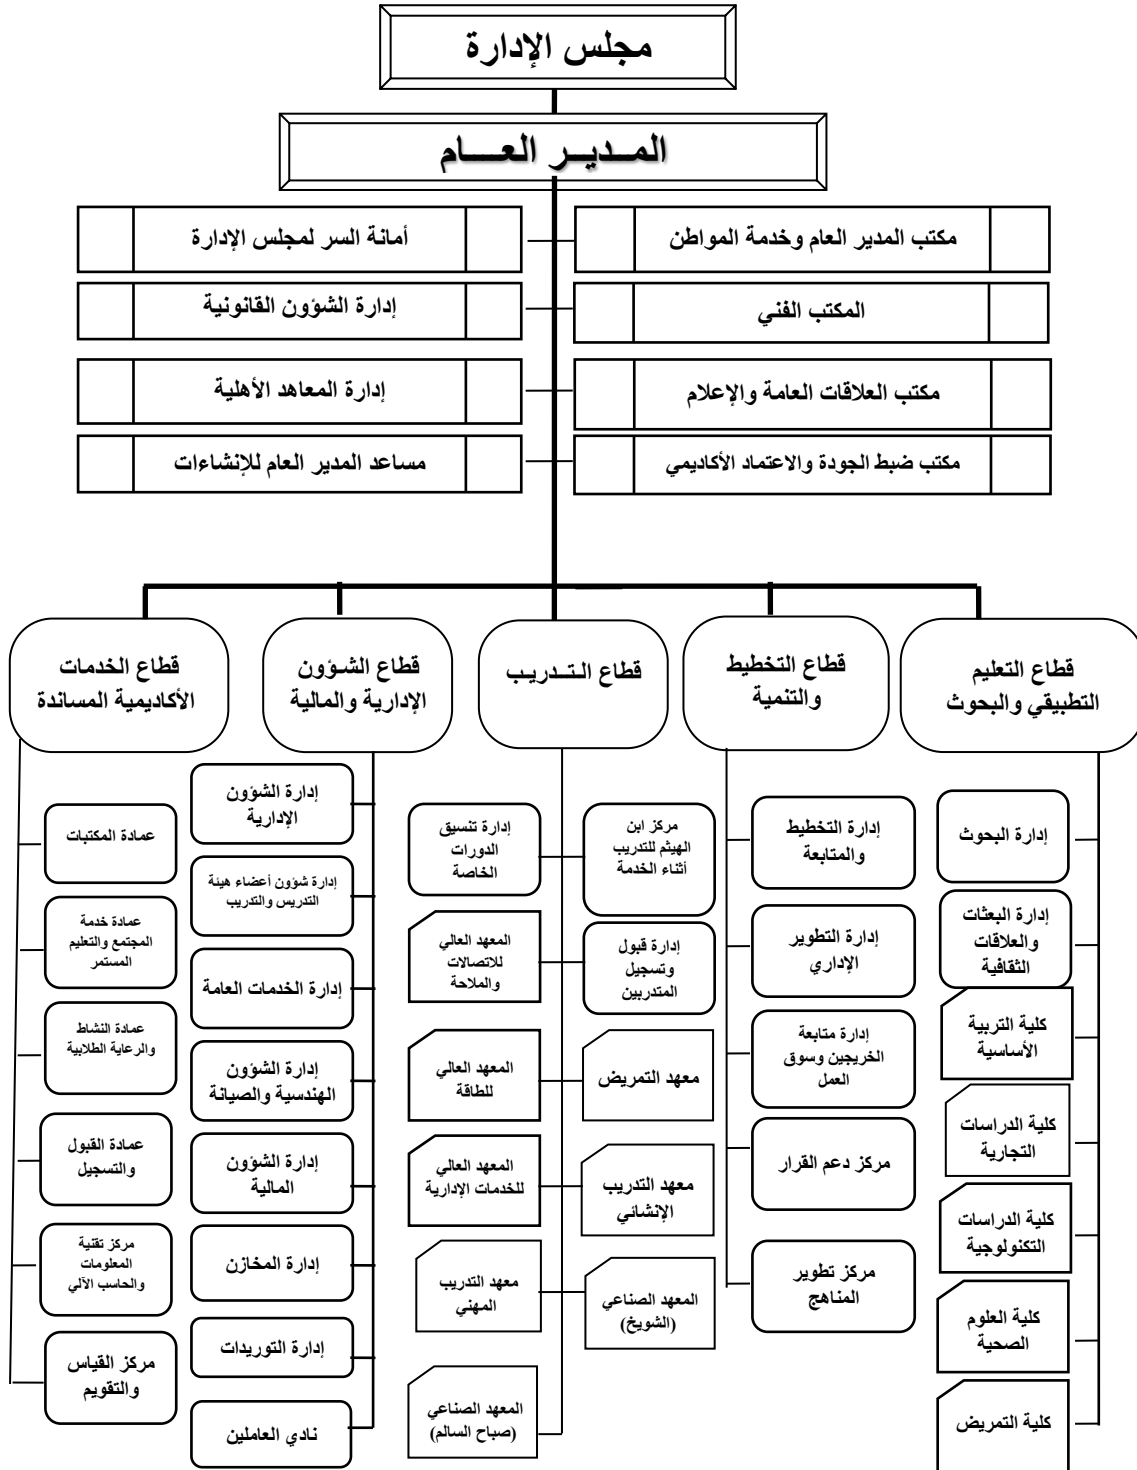 مجلس الإدارة
المـديـر العـــام
مكتب المدير العام وخدمة المواطن
أمانة السر لمجلس الإدارة
المكتب الفني
إدارة الشؤون القانونية
مكتب العلاقات العامة والإعلام
إدارة المعاهد الأهلية
مكتب ضبط الجودة والاعتماد الأكاديمي
مساعد المدير العام للإنشاءات
قطاع التعليم
التطبيقي والبحوث
قطاع التخطيط
والتنمية
قطاع التـدريـب
قطاع الشـؤون
الإدارية والمالية
قطاع الخدمات
الأكاديمية المساندة
إدارة البحوث
إدارة البعثات
والعلاقات
الثقافية
كلية التربية
الأساسية
كلية الدراسات
التجارية
كلية الدراسات
التكنولوجية
كلية العلوم
الصحية
كلية التمريض
إدارة التخطيط
والمتابعة
إدارة التطوير
الإداري
إدارة متابعة
الخريجين وسوق
العمل
مركز دعم القرار
مركز تطوير
المناهج
مركز ابن
الهيثم للتدريب
أثناء الخدمة
إدارة قبول
وتسجيل
المتدربين
معهد التمريض
معهد التدريب
الإنشائي
المعهد الصناعي
(الشويخ)
إدارة تنسيق
الدورات
الخاصة
المعهد العالي
للاتصالات
والملاحة
المعهد العالي
للطاقة
المعهد العالي
للخدمات الإدارية
معهد التدريب
المهني
المعهد الصناعي
(صباح السالم)
إدارة الشؤون
الإدارية
إدارة شؤون أعضاء هيئة
التدريس والتدريب
إدارة الخدمات العامة
إدارة الشؤون
الهندسية والصيانة
إدارة الشؤون
المالية
إدارة المخازن
إدارة التوريدات
نادي العاملين
عمادة المكتبات
عمادة خدمة
المجتمع والتعليم
المستمر
عمادة النشاط
والرعاية الطلابية
عمادة القبول
والتسجيل
مركز تقنية
المعلومات
والحاسب الآلي
مركز القياس
والتقويم